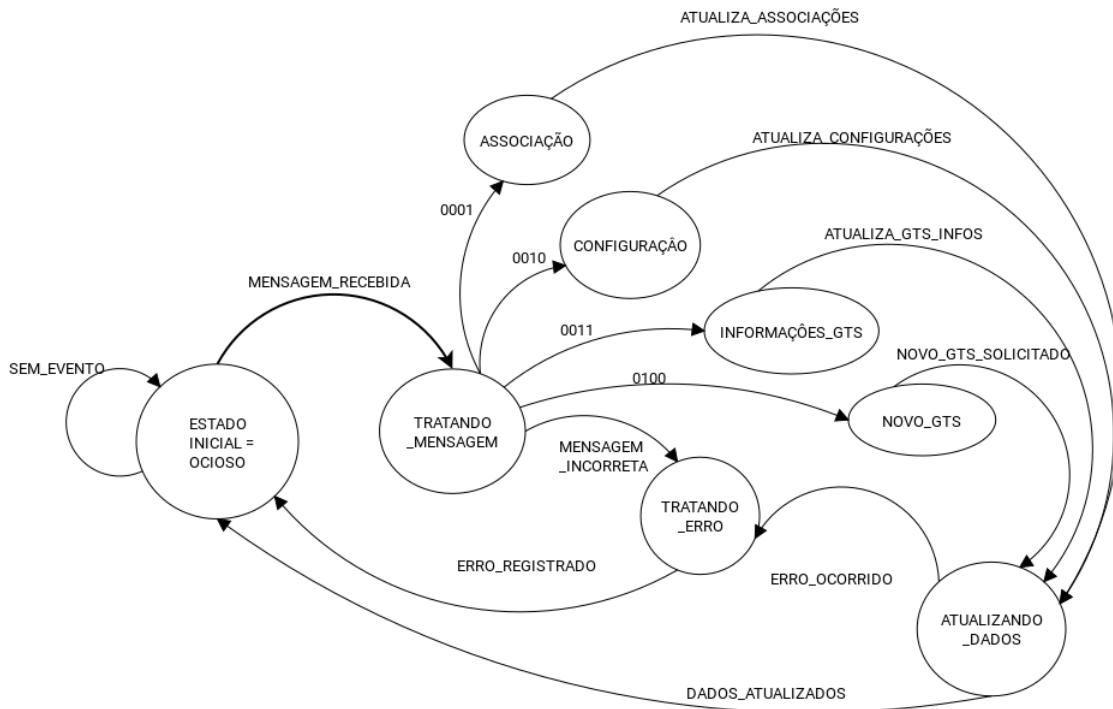 ATUALIZA_ASSOCIAÇÕES
ASSOCIAÇÃO
ATUALIZA_CONFIGURAÇÕES
0001
CONFIGURAÇÂO
ATUALIZA_GTS_INFOS
0010
MENSAGEM_RECEBIDA
0011
INFORMAÇÔES_GTS
NOVO_GTS_SOLICITADO
SEM_EVENTO
0100
ESTADO
INICIAL =
OCIOSO
TRATANDO
_MENSAGEM
NOVO_GTS
MENSAGEM
_INCORRETA
TRATANDO
_ERRO
ERRO_REGISTRADO
ERRO_OCORRIDO
ATUALIZANDO
_DADOS
DADOS_ATUALIZADOS